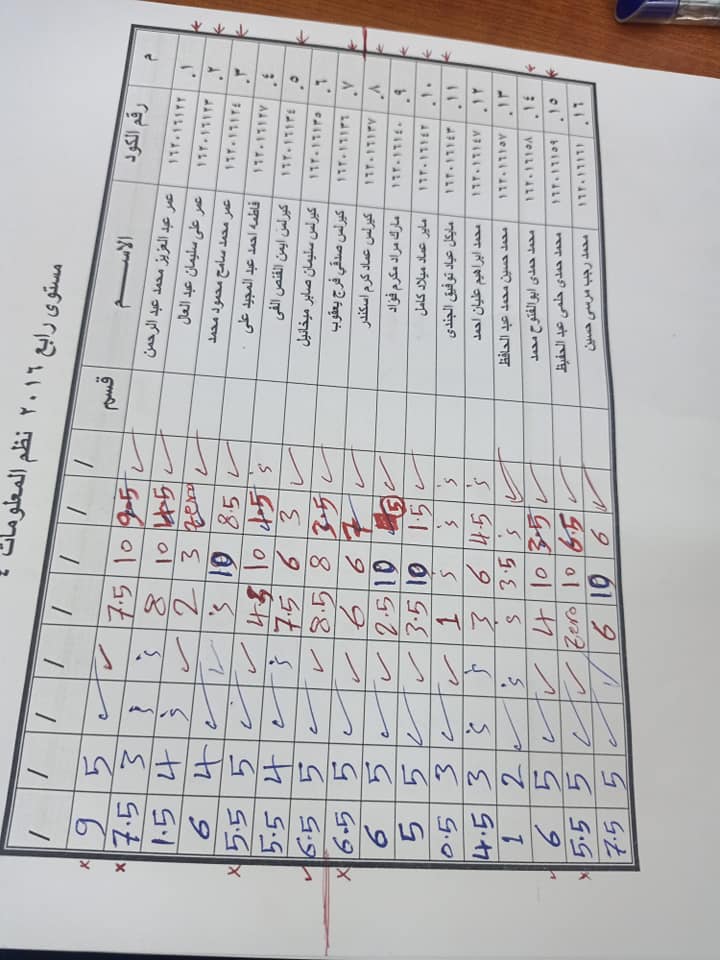 مستوى رابع ٢٠١٦ نظم المعلومات
م رقم الكود الاســـم قسم / / / / / / / /
١. ١٦٢٠١٦١٢٢ عمر عبد العزيز محمد عبد الرحمن ✓ 9.5 10 7.5 ✓ ✓ 5 9
٢. ١٦٢٠١٦١٢٣ عمر على سليمان عبد العال ✓ 4.5 10 8 غ غ 3 7.5
٣. ١٦٢٠١٦١٢٤ عمر محمد سامح محمود محمد ✓ zero 3 2 ✓ غ 4 1.5
٤. ١٦٢٠١٦١٢٧ فاطمه احمد عبد المجيد على ✓ 8.5 10 غ ✓ ✓ 4 6
٥. ١٦٢٠١٦١٣٤ كيرلس ايمن القنص الفى غ 10 4.5 ✓ ✓ 5 5.5
٦. ١٦٢٠١٦١٣٥ كيرلس سليمان صابر ميخائيل ✓ 3 6 7.5 غ ✓ 4 5.5
٧. ١٦٢٠١٦١٣٦ كيرلس صدقي فرج يعقوب ✓ 3.5 8 8.5 ✓ ✓ 5 6.5
٨. ١٦٢٠١٦١٣٧ كيرلس عماد كرم اسكندر ✓ 7 6 6 ✓ ✓ 5 6.5
٩. ١٦٢٠١٦١٤٠ مارك مراد مكرم فؤاد ✓ 5 10 2.5 ✓ ✓ 5 6
١٠. ١٦٢٠١٦١٤٢ ماير عماد ميلاد كامل ✓ 1.5 10 3.5 ✓ ✓ 5 5
١١. ١٦٢٠١٦١٤٣ مايكل عياد توفيق الجندى غ غ غ 1 ✓ ✓ 3 0.5
١٢. ١٦٢٠١٦١٤٧ محمد ابراهيم عليان احمد غ 4.5 6 3 غ غ 3 4.5
١٣. ١٦٢٠١٦١٥٧ محمد حسين محمد عبد الحافظ ✓ غ 3.5 غ غ ✓ 2 1
١٤. ١٦٢٠١٦١٥٨ محمد حمدى ابوالفتوح محمد ✓ 3.5 10 4 ✓ ✓ 5 6
١٥. ١٦٢٠١٦١٥٩ محمد حمدى حلمى عبد الحفيظ ✓ 6.5 10 zero ✓ ✓ 5 5.5
١٦. ١٦٢٠١٦١٦١ محمد رجب مرسى حسين ✓ 6 10 6 ✓ ✓ 5 7.5